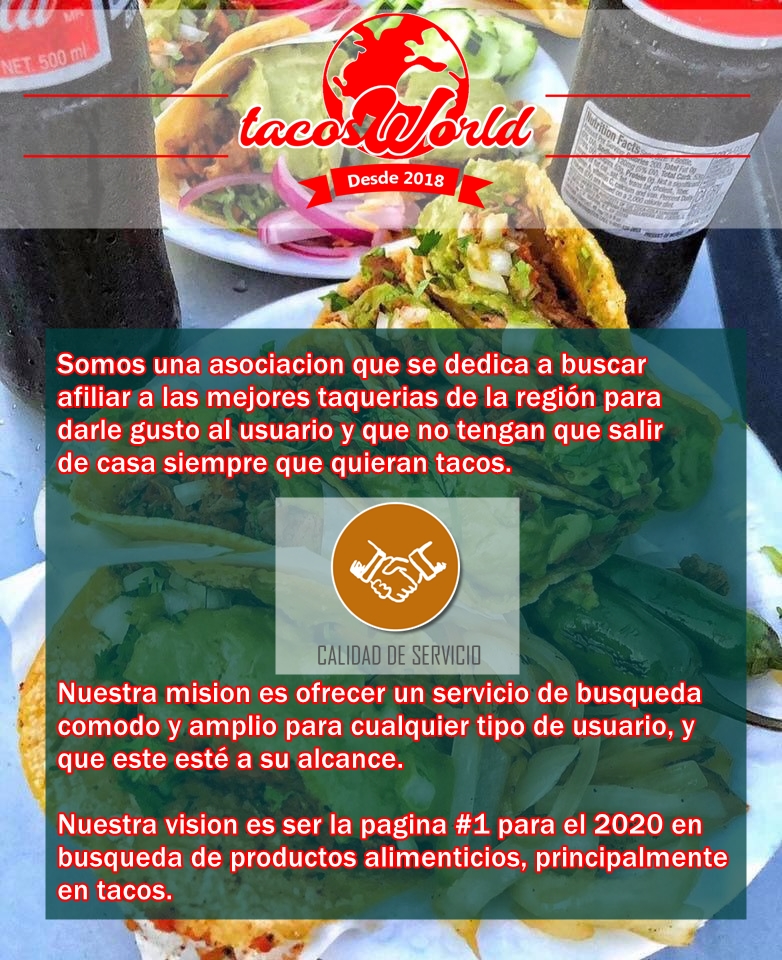 NET. 500 ml
Nutrition Facts
tacosWorld
Desde 2018
Somos una asociacion que se dedica a buscar
afiliar a las mejores taquerias de la región para
darle gusto al usuario y que no tengan que salir
de casa siempre que quieran tacos.
CALIDAD DE SERVICIO
Nuestra mision es ofrecer un servicio de busqueda
comodo y amplio para cualquier tipo de usuario, y
que este esté a su alcance.
Nuestra vision es ser la pagina #1 para el 2020 en
busqueda de productos alimenticios, principalmente
en tacos.